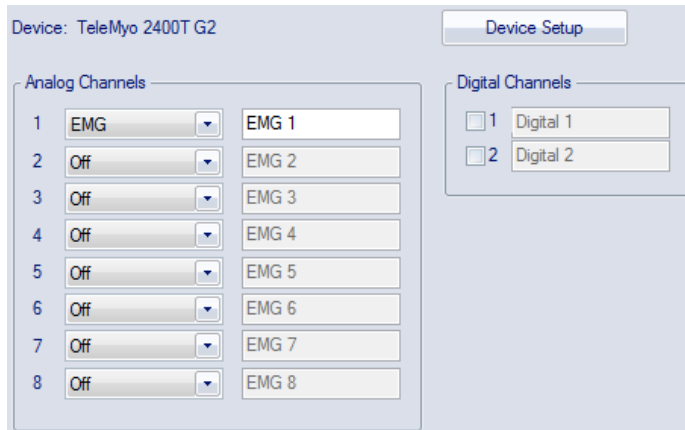 Device: TeleMyo 2400T G2
Device Setup
Analog Channels
1 EMG EMG 1
2 Off EMG 2
3 Off EMG 3
4 Off EMG 4
5 Off EMG 5
6 Off EMG 6
7 Off EMG 7
8 Off EMG 8
Digital Channels
1 Digital 1
2 Digital 2